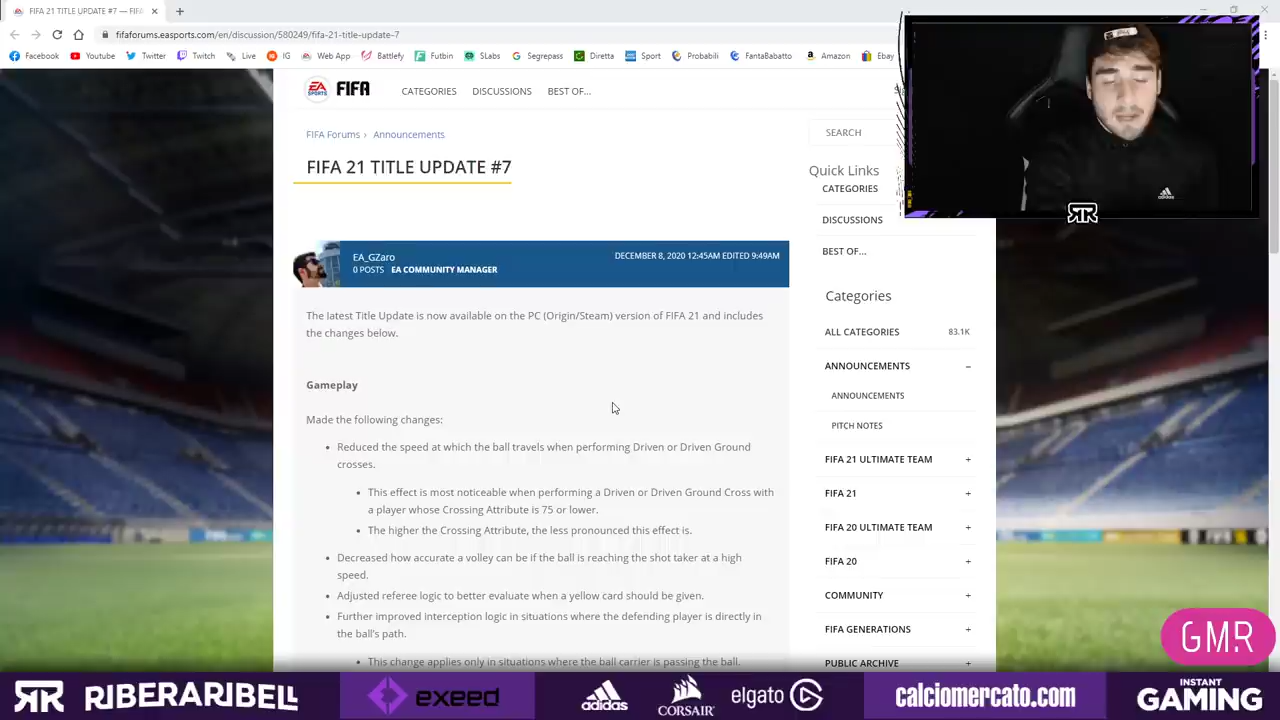 FIFA 21 TITLE UPDATE #7 — FIFA
fifaforums.easports.com/en/discussion/580249/fifa-21-title-update-7
Facebook Youtube Twitter Twitch Live IG Web App Battlefy Futbin SLabs Segrepass Diretta Sport Probabili FantaBabatto Amazon Ebay
EA SPORTS FIFA CATEGORIES DISCUSSIONS BEST OF...
FIFA Forums › Announcements
FIFA 21 TITLE UPDATE #7
EA_GZaro
0 POSTS EA COMMUNITY MANAGER
DECEMBER 8, 2020 12:45AM EDITED 9:49AM
The latest Title Update is now available on the PC (Origin/Steam) version of FIFA 21 and includes
the changes below.
Gameplay
Made the following changes:
• Reduced the speed at which the ball travels when performing Driven or Driven Ground
crosses.
• This effect is most noticeable when performing a Driven or Driven Ground Cross with
a player whose Crossing Attribute is 75 or lower.
• The higher the Crossing Attribute, the less pronounced this effect is.
• Decreased how accurate a volley can be if the ball is reaching the shot taker at a high
speed.
• Adjusted referee logic to better evaluate when a yellow card should be given.
• Further improved interception logic in situations where the defending player is directly in
the ball's path.
• This change applies only in situations where the ball carrier is passing the ball.
SEARCH
Quick Links
CATEGORIES
DISCUSSIONS
BEST OF...
Categories
ALL CATEGORIES 83.1K
ANNOUNCEMENTS –
ANNOUNCEMENTS
PITCH NOTES
FIFA 21 ULTIMATE TEAM +
FIFA 21 +
FIFA 20 ULTIMATE TEAM +
FIFA 20 +
COMMUNITY +
FIFA GENERATIONS +
PUBLIC ARCHIVE +
RR
GMR
RR RIBERARIBELL exeed adidas CORSAIR elgato calciomercato.com INSTANT
GAMING